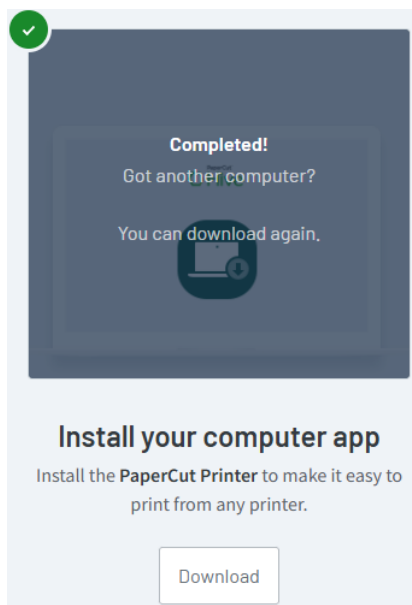 Completed!
PaperCut
Got another computer?
You can download again.
Install your computer app
Install the PaperCut Printer to make it easy to
print from any printer.
Download